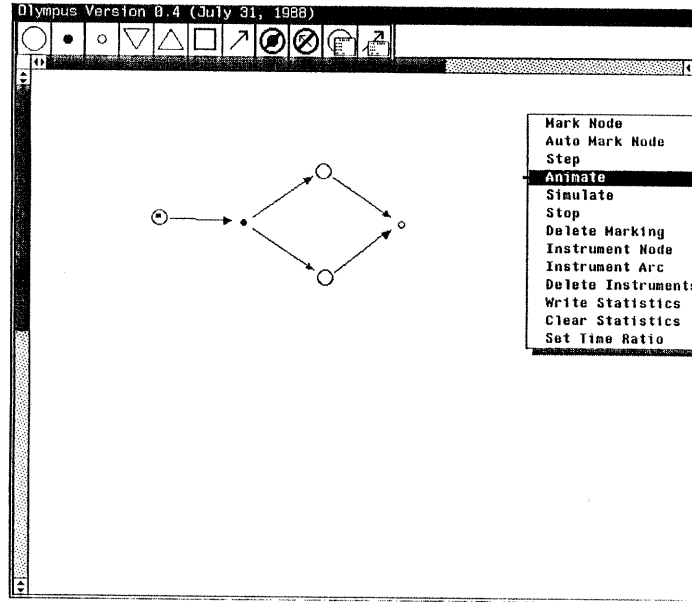 Olympus Version 0.4 (July 31, 1988)
Mark Node
Auto Mark Node
Step
Animate
Simulate
Stop
Delete Marking
Instrument Node
Instrument Arc
Delete Instruments
Write Statistics
Clear Statistics
Set Time Ratio